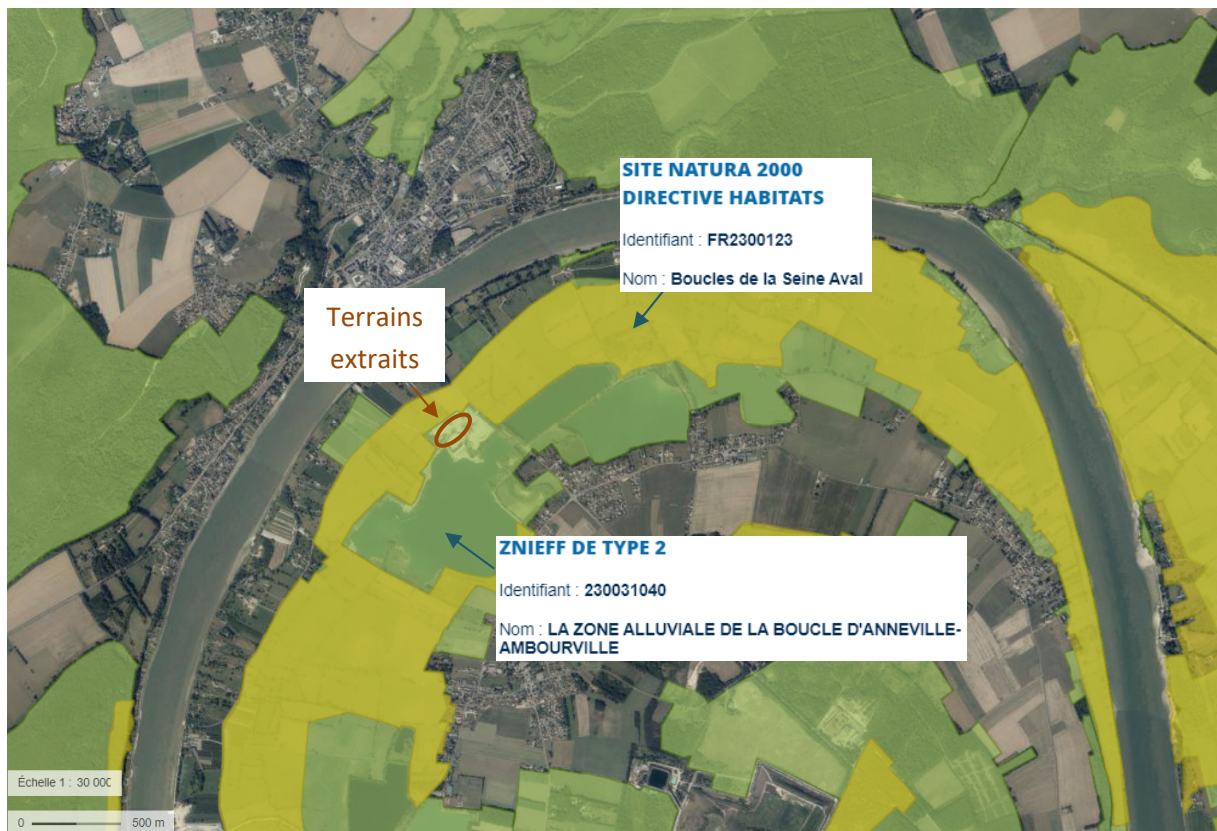 SITE NATURA 2000
DIRECTIVE HABITATS
Identifiant : FR2300123
Nom : Boucles de la Seine Aval
Terrains
extraits
ZNIEFF DE TYPE 2
Identifiant : 230031040
Nom : LA ZONE ALLUVIALE DE LA BOUCLE D'ANNEVILLE-
AMBOURVILLE
Échelle 1 : 30 000
0 500 m